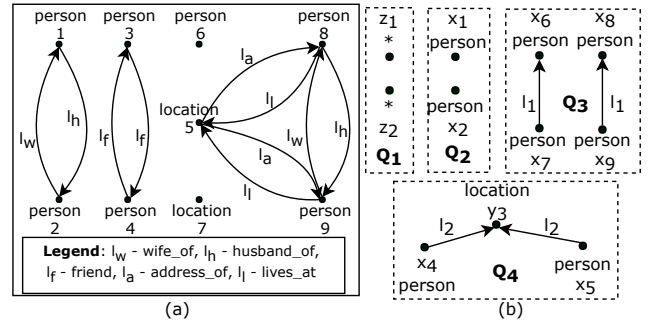 person person person person
1 3 6 8
l_a
l_l
location
5
l_w l_h l_f l_f l_w l_h
l_a
l_l
person person location person
2 4 7 9
Legend: l_w - wife_of, l_h - husband_of,
l_f - friend, l_a - address_of, l_l - lives_at
(a)
z_1
*
*
z_2
Q_1
x_1
person
person
x_2
Q_2
x_6 x_8
person person
l_1 Q_3 l_1
person person
x_7 x_9
location
y_3
l_2 l_2
x_4 person
person x_5
Q_4
(b)